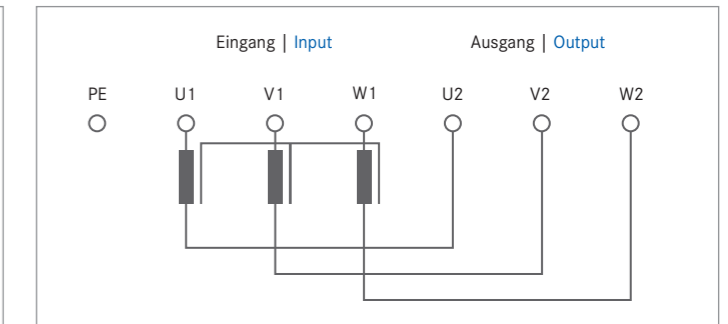 Eingang | Input Ausgang | Output
PE U1 V1 W1 U2 V2 W2